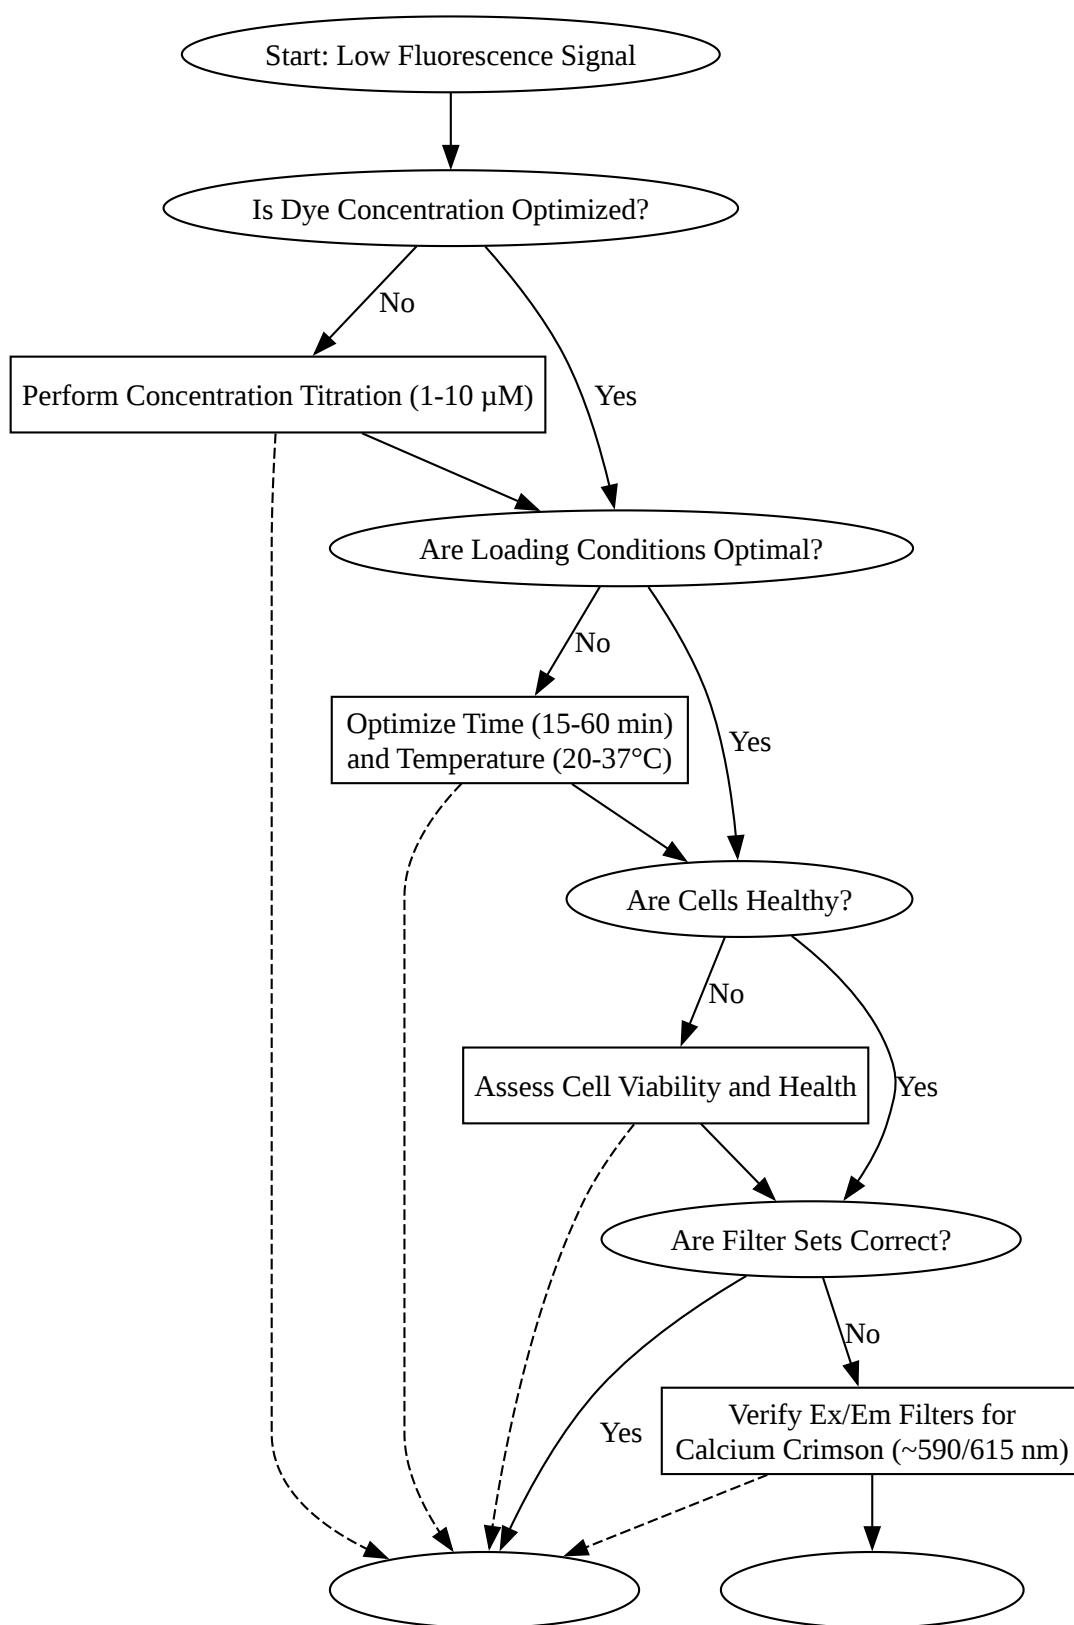 Start: Low Fluorescence Signal
Is Dye Concentration Optimized?
No
Perform Concentration Titration (1-10 µM)
Yes
Are Loading Conditions Optimal?
No
Optimize Time (15-60 min)
and Temperature (20-37°C)
Yes
Are Cells Healthy?
No
Assess Cell Viability and Health
Yes
Are Filter Sets Correct?
No
Yes
Verify Ex/Em Filters for
Calcium Crimson (~590/615 nm)